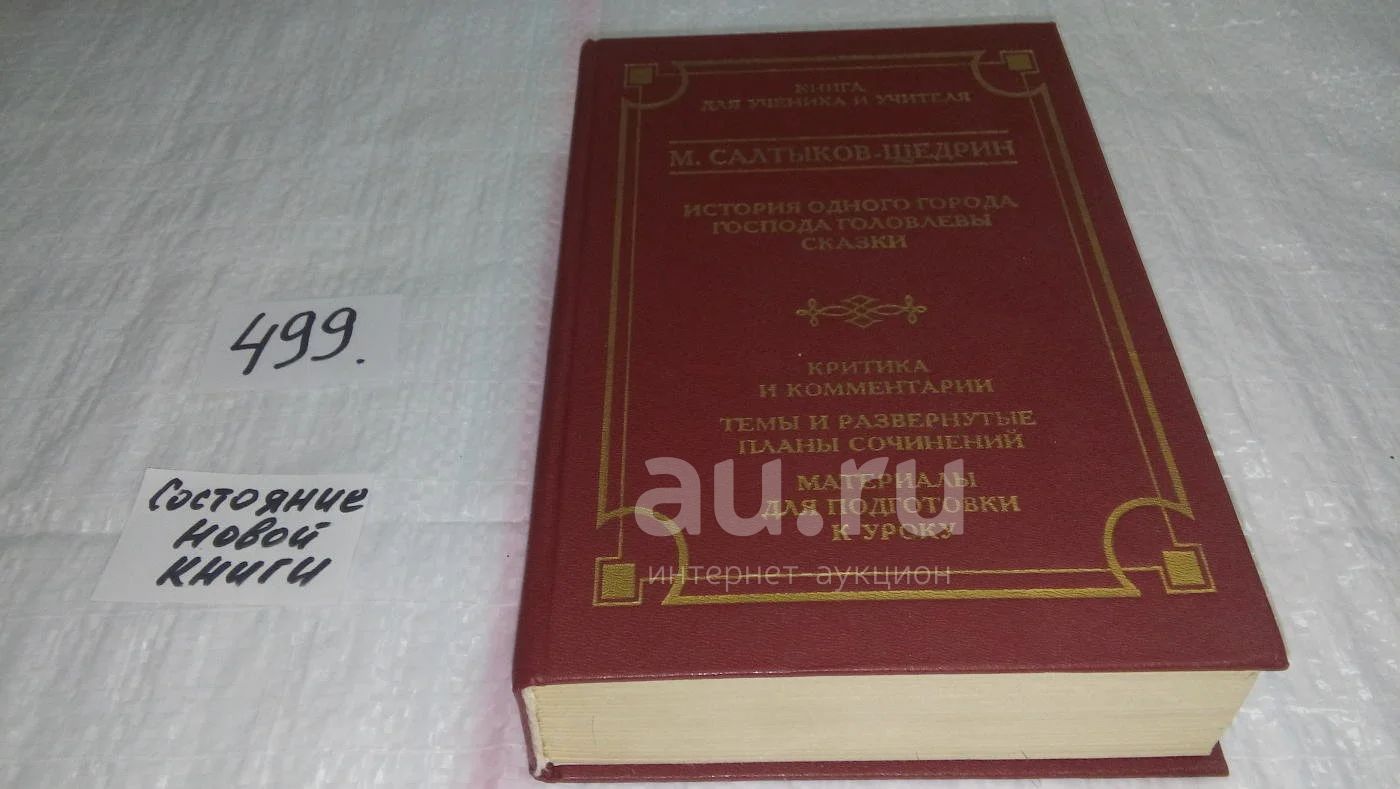 КНИГА
ДЛЯ УЧЕНИКА И УЧИТЕЛЯ
М. САЛТЫКОВ-ЩЕДРИН
ИСТОРИЯ ОДНОГО ГОРОДА
ГОСПОДА ГОЛОВЛЕВЫ
СКАЗКИ
КРИТИКА
И КОММЕНТАРИИ
ТЕМЫ И РАЗВЕРНУТЫЕ
ПЛАНЫ СОЧИНЕНИЙ
МАТЕРИАЛЫ
ДЛЯ ПОДГОТОВКИ
К УРОКУ
499.
Состояние
новой
книги
au.ru
интернет-аукцион